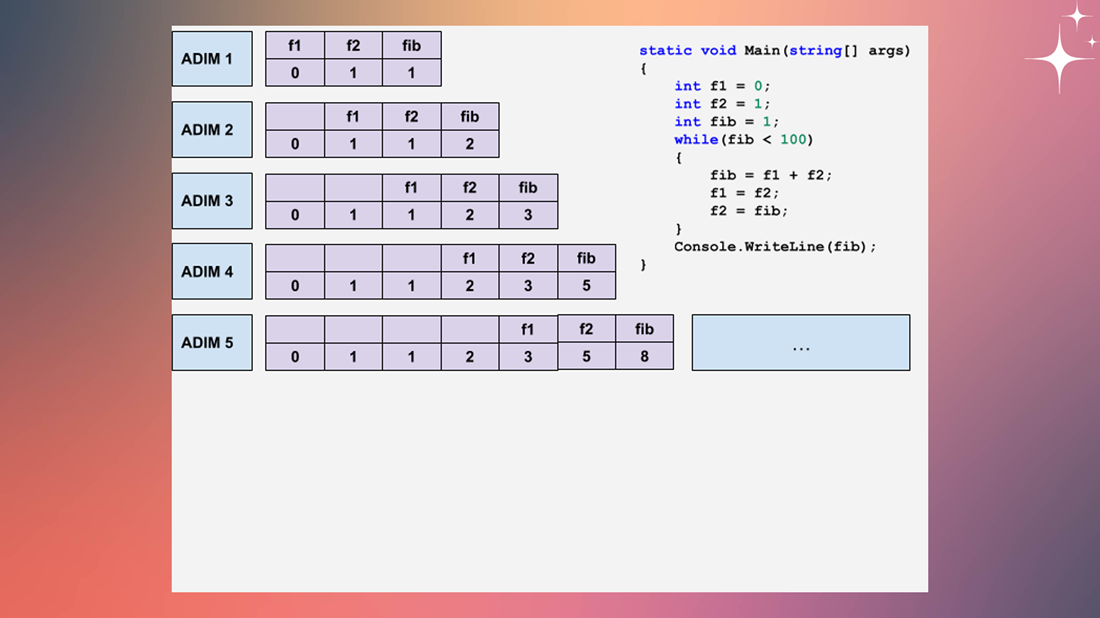 ADIM 1
f1 f2 fib
0 1 1
ADIM 2
f1 f2 fib
0 1 1 2
ADIM 3
f1 f2 fib
0 1 1 2 3
ADIM 4
f1 f2 fib
0 1 1 2 3 5
ADIM 5
f1 f2 fib
0 1 1 2 3 5 8
...
static void Main(string[] args)
{
    int f1 = 0;
    int f2 = 1;
    int fib = 1;
    while(fib < 100)
    {
        fib = f1 + f2;
        f1 = f2;
        f2 = fib;
    }
    Console.WriteLine(fib);
}